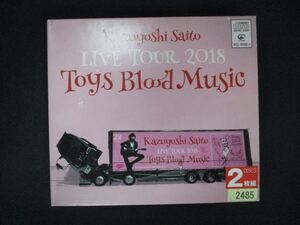 Kazuyoshi Saito
LIVE TOUR 2018
Toys Blood Music
Kazuyoshi Saito
LIVE TOUR 2018
Toys Blood Music
2 DISCS
枚組
2485